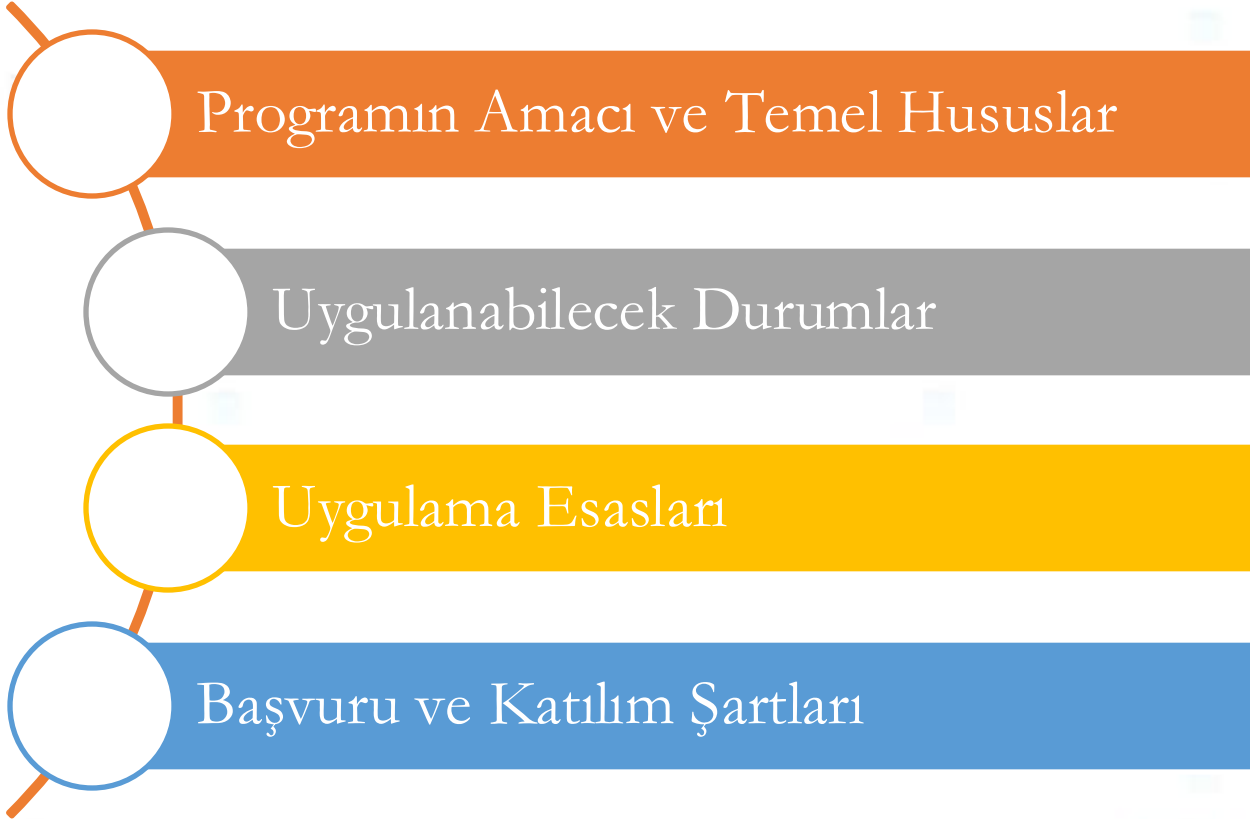 Programın Amacı ve Temel Hususlar
Uygulanabilecek Durumlar
Uygulama Esasları
Başvuru ve Katılım Şartları